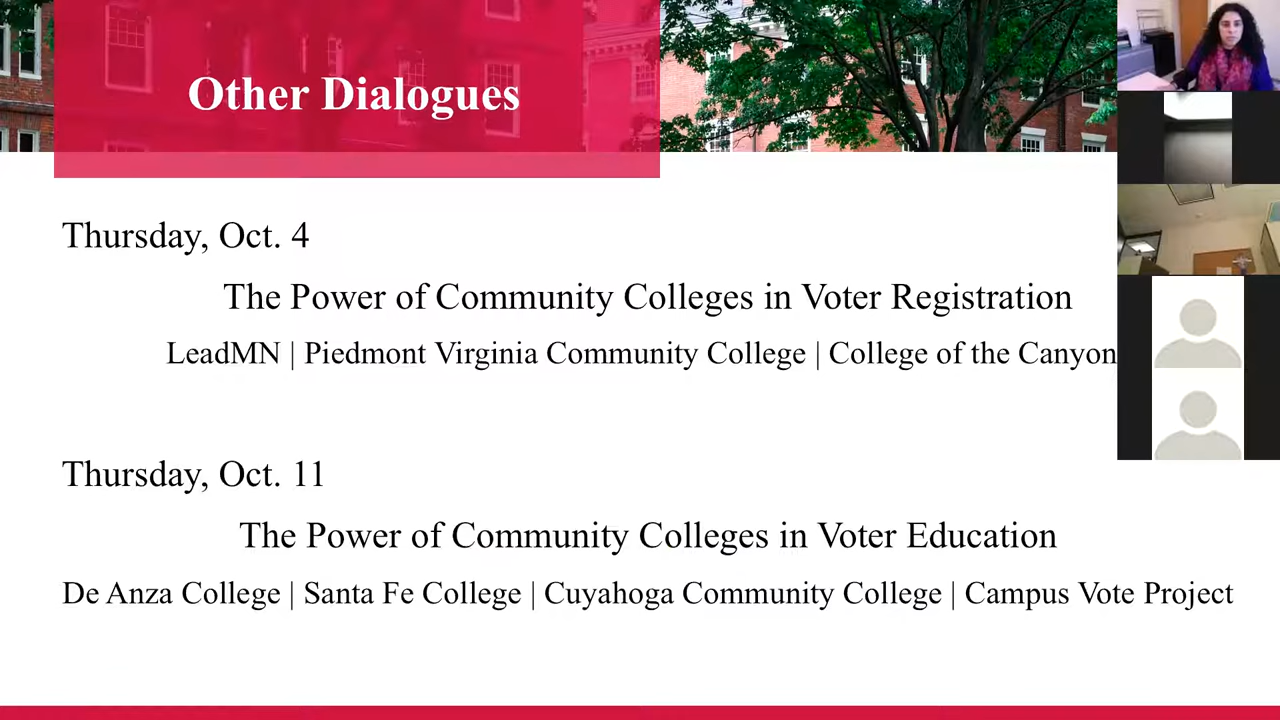 Other Dialogues
Thursday, Oct. 4
The Power of Community Colleges in Voter Registration
LeadMN | Piedmont Virginia Community College | College of the Canyon
Thursday, Oct. 11
The Power of Community Colleges in Voter Education
De Anza College | Santa Fe College | Cuyahoga Community College | Campus Vote Project